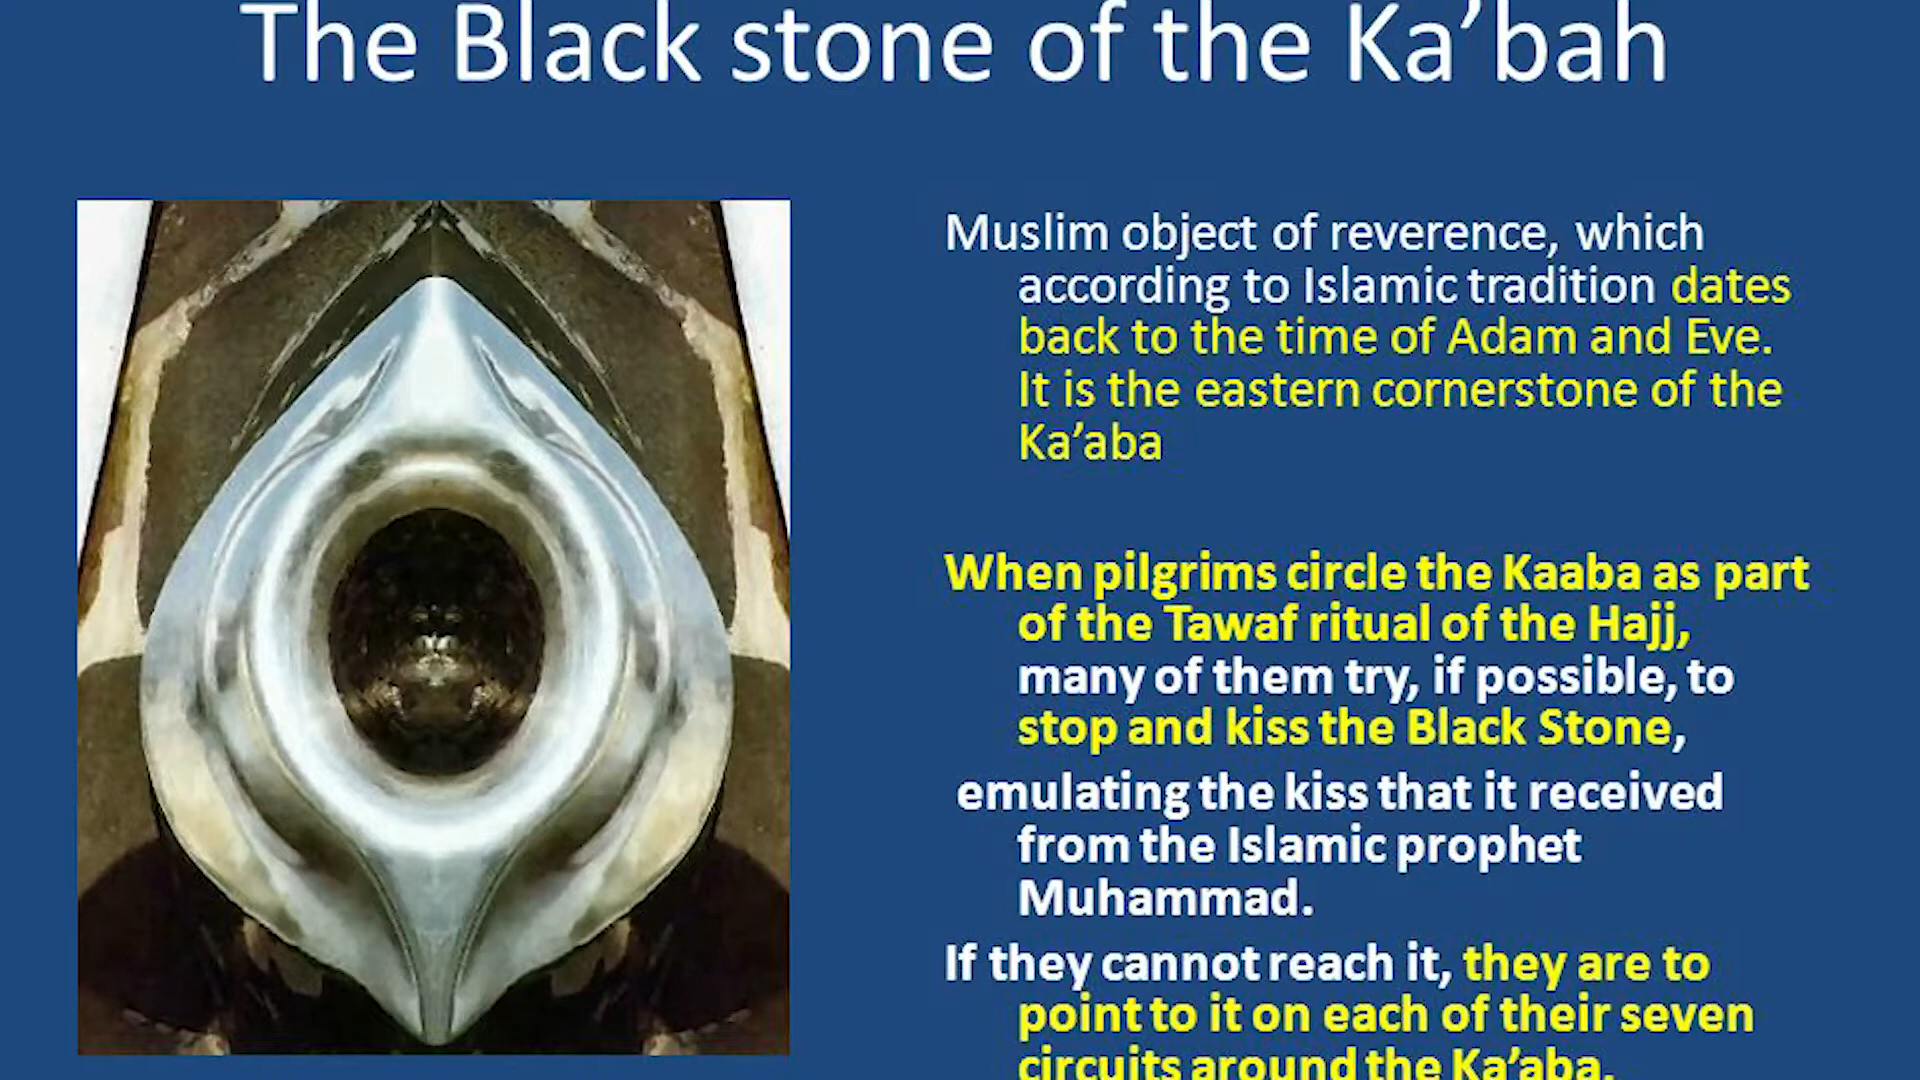 The Black stone of the Ka’bah
Muslim object of reverence, which
according to Islamic tradition dates
back to the time of Adam and Eve.
It is the eastern cornerstone of the
Ka’aba
When pilgrims circle the Kaaba as part
of the Tawaf ritual of the Hajj,
many of them try, if possible, to
stop and kiss the Black Stone,
emulating the kiss that it received
from the Islamic prophet
Muhammad.
If they cannot reach it, they are to
point to it on each of their seven
circuits around the Ka’aba.